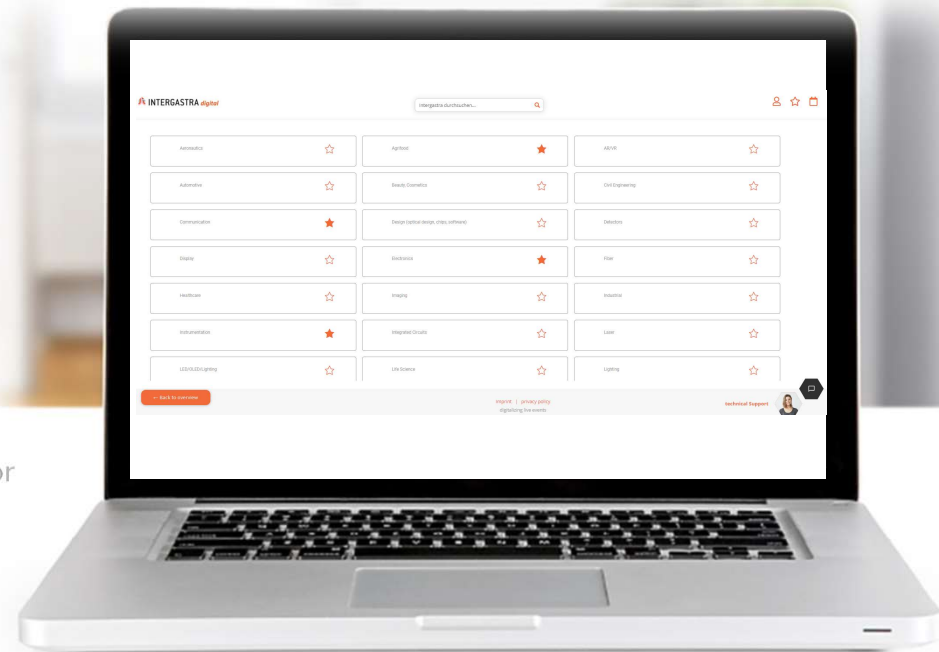 INTERGASTRA digital
Intergastra durchsuchen...
Aeronautics
Agrifood
AR/VR
Automotive
Beauty, Cosmetics
Civil Engineering
Communication
Design (optical design, chips, software)
Detectors
Display
Electronics
Fiber
Healthcare
Imaging
Industrial
Instrumentation
Integrated Circuits
Laser
LED/OLED/Lighting
Life Science
Lighting
← Back to overview
imprint | privacy policy
digitalizing live events
technical Support
or